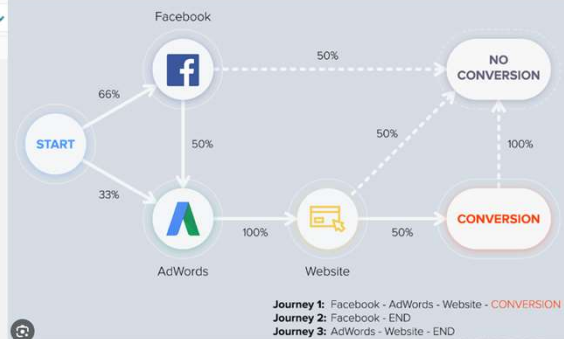 Facebook
50%
NO
CONVERSION
66%
START
50%
50%
100%
33%
100%
50%
CONVERSION
AdWords
Website
Journey 1: Facebook - AdWords - Website - CONVERSION
Journey 2: Facebook - END
Journey 3: AdWords - Website - END